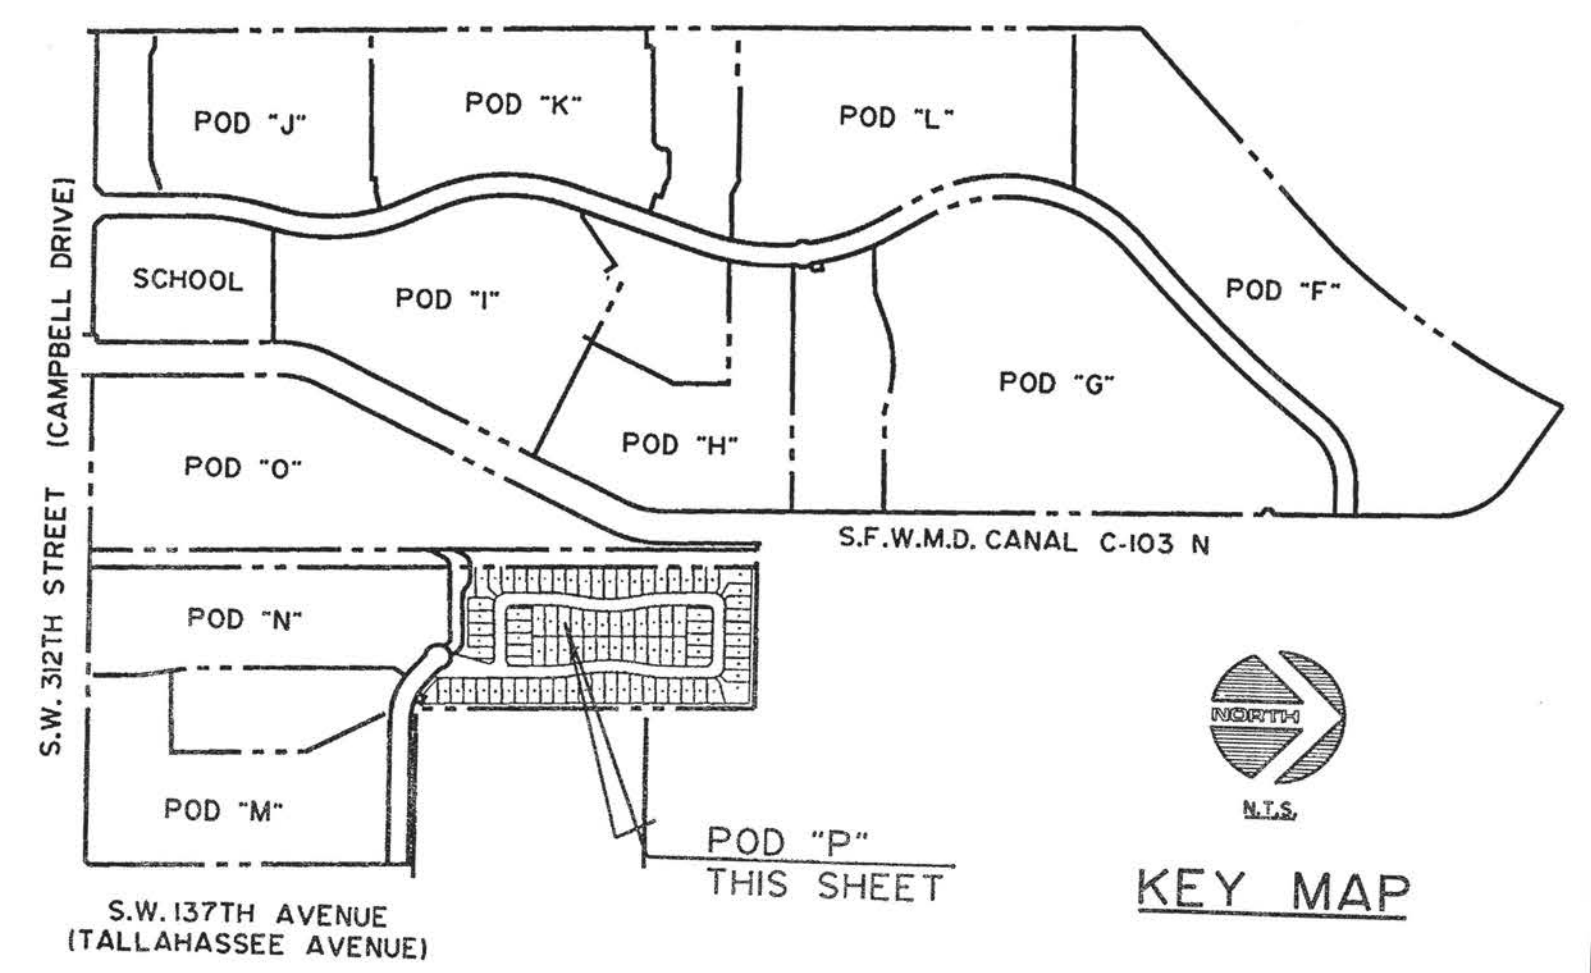 POD "J"
POD "K"
POD "L"
SCHOOL
POD "I"
POD "F"
POD "G"
POD "O"
POD "H"
S.W. 312TH STREET (CAMPBELL DRIVE)
S.F.W.M.D. CANAL C-103 N
POD "N"
NORTH
N.T.S.
POD "M"
POD "P"
THIS SHEET
KEY MAP
S.W. 137TH AVENUE
(TALLAHASSEE AVENUE)